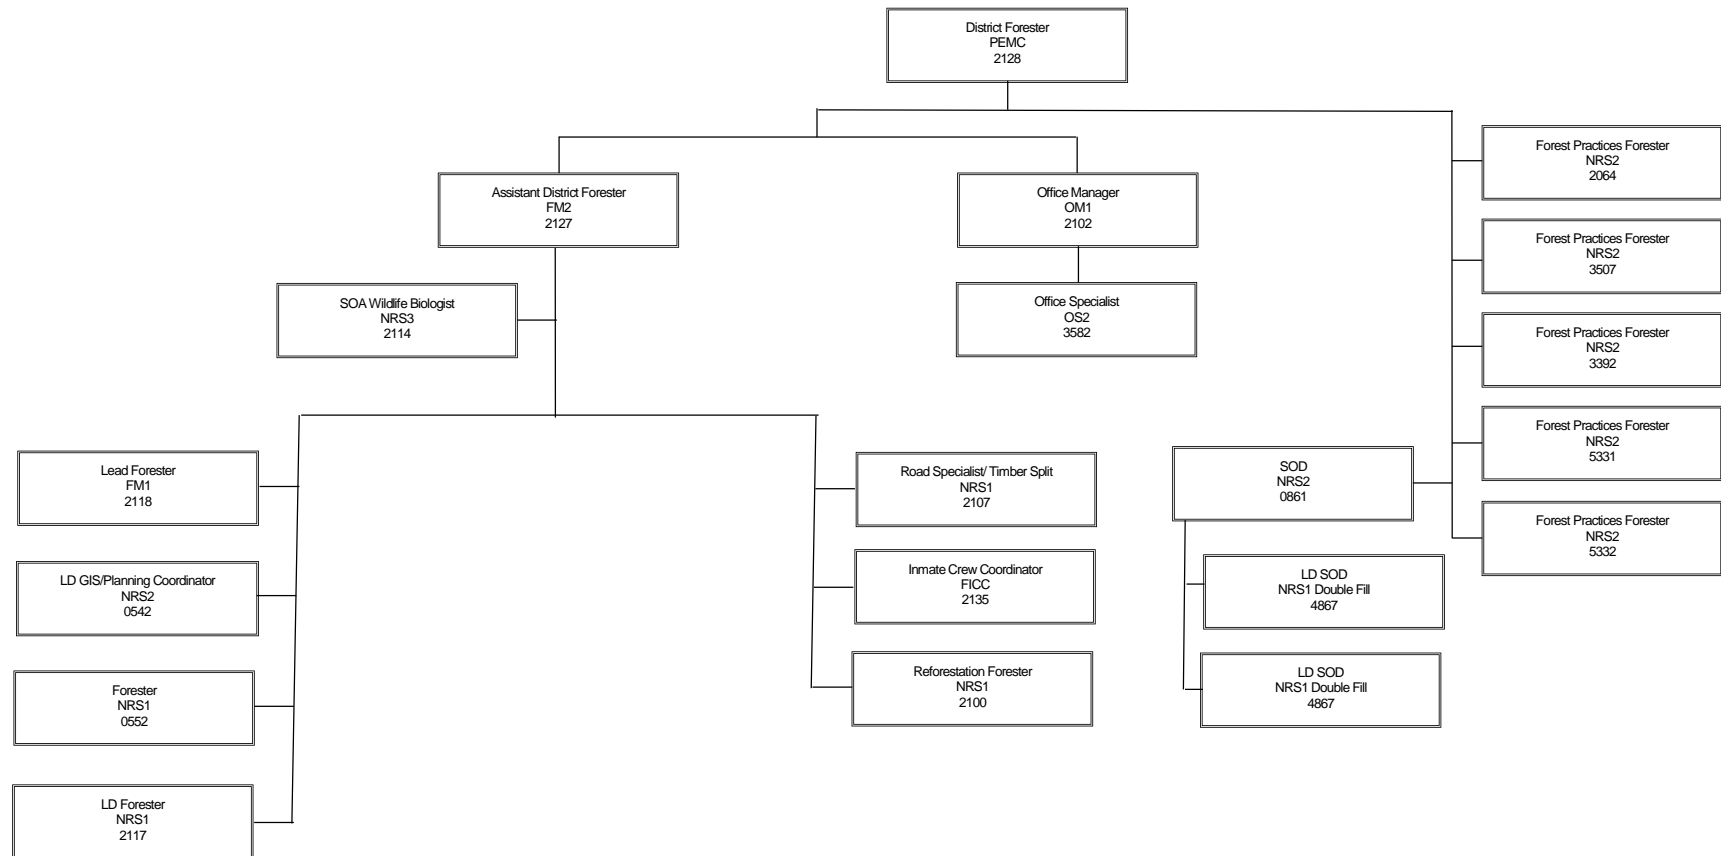 District Forester
PEMC
2128
Assistant District Forester
FM2
2127
Office Manager
OM1
2102
SOA Wildlife Biologist
NRS3
2114
Office Specialist
OS2
3582
Forest Practices Forester
NRS2
2064
Forest Practices Forester
NRS2
3507
Forest Practices Forester
NRS2
3392
Forest Practices Forester
NRS2
5331
Forest Practices Forester
NRS2
5332
Lead Forester
FM1
2118
LD GIS/Planning Coordinator
NRS2
0542
Forester
NRS1
0552
LD Forester
NRS1
2117
Road Specialist/ Timber Split
NRS1
2107
Inmate Crew Coordinator
FICC
2135
Reforestation Forester
NRS1
2100
SOD
NRS2
0861
LD SOD
NRS1 Double Fill
4867
LD SOD
NRS1 Double Fill
4867